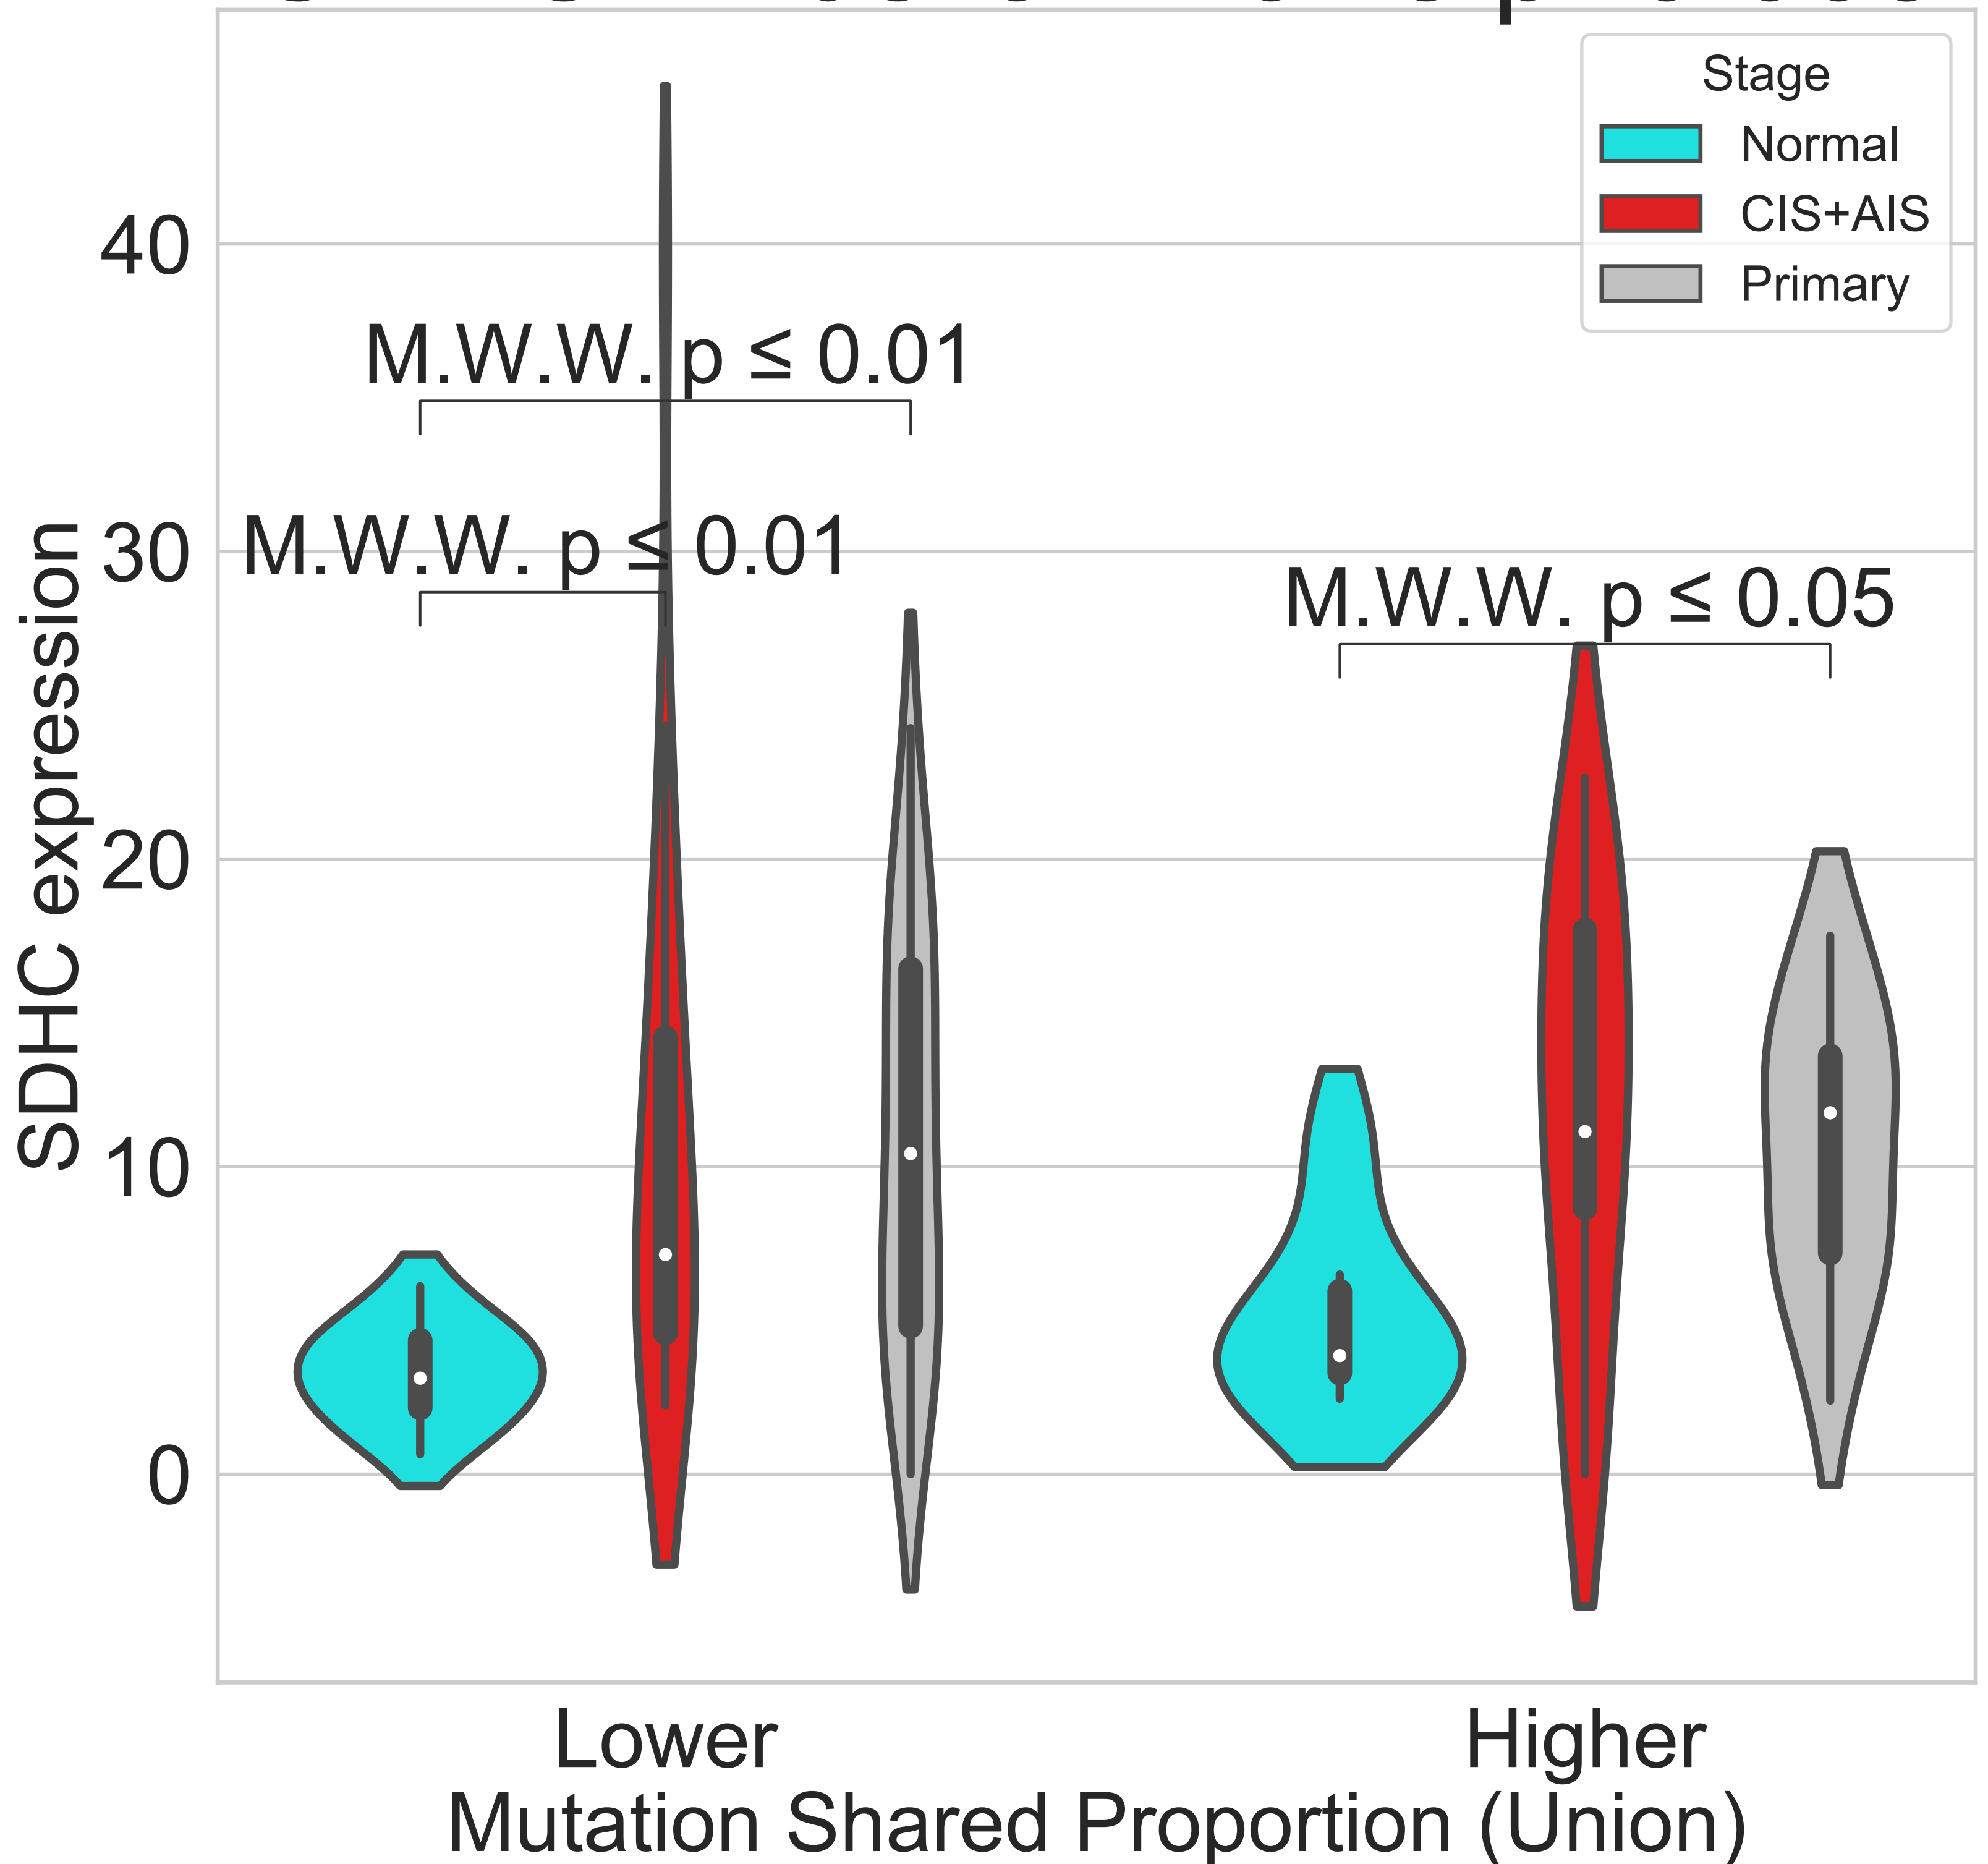 Stage
Normal
CIS+AIS
Primary
40
M.W.W. p ≤ 0.01
30
M.W.W. p ≤ 0.01
M.W.W. p ≤ 0.05
SDHC expression
20
10
0
Lower
Higher
Mutation Shared Proportion (Union)